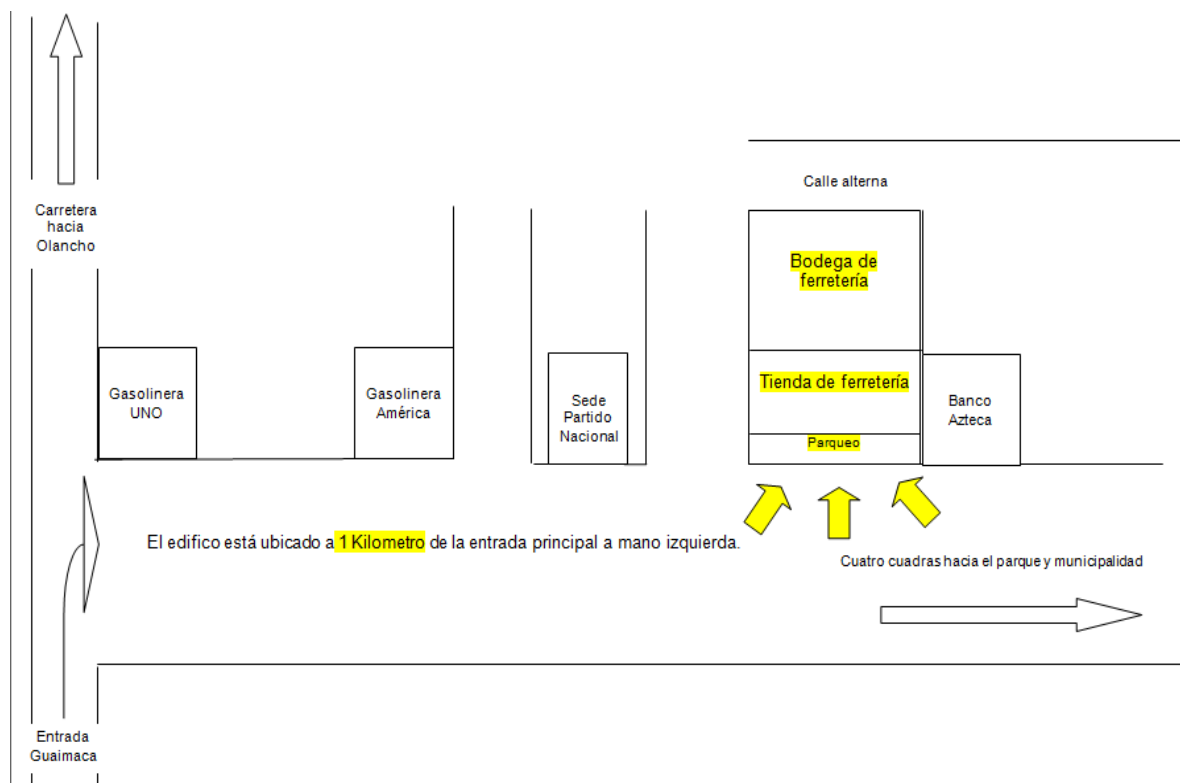 Calle alterna
Carretera
hacia
Olancho
Bodega de
ferretería
Gasolinera
UNO
Gasolinera
América
Sede
Partido
Nacional
Tienda de ferretería
Banco
Azteca
Parqueo
El edifico está ubicado a 1 Kilometro de la entrada principal a mano izquierda.
Cuatro cuadras hacia el parque y municipalidad
Entrada
Guaimaca